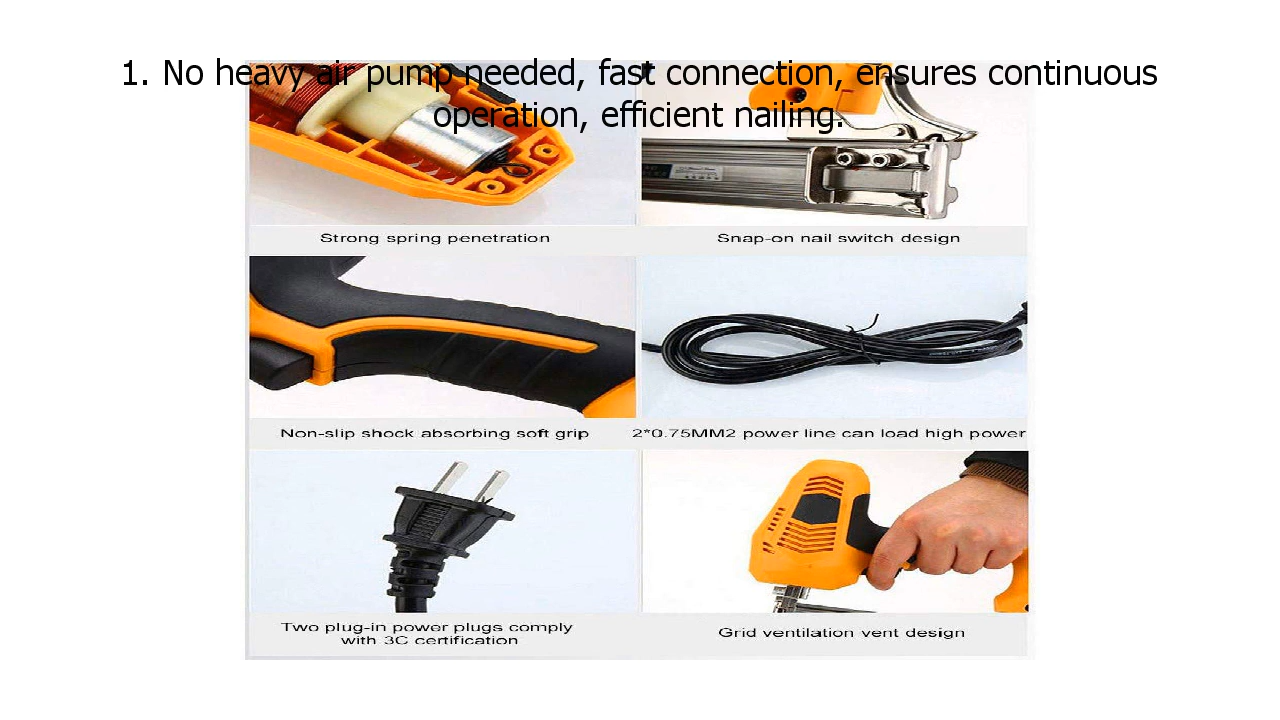 1. No heavy air pump needed, fast connection, ensures continuous
operation, efficient nailing.
Strong spring penetration
Snap-on nail switch design
Non-slip shock absorbing soft grip
2*0.75MM2 power line can load high power
Two plug-in power plugs comply
with 3C certification
Grid ventilation vent design